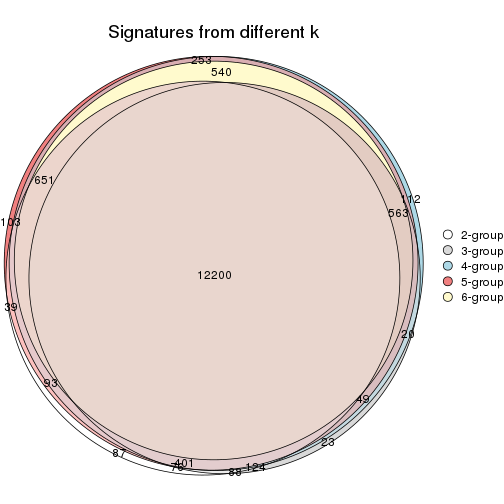 Signatures from different k
253
540
651
112
563
103
12200
2-group
3-group
4-group
5-group
6-group
39
20
93
49
23
87
401
124
88